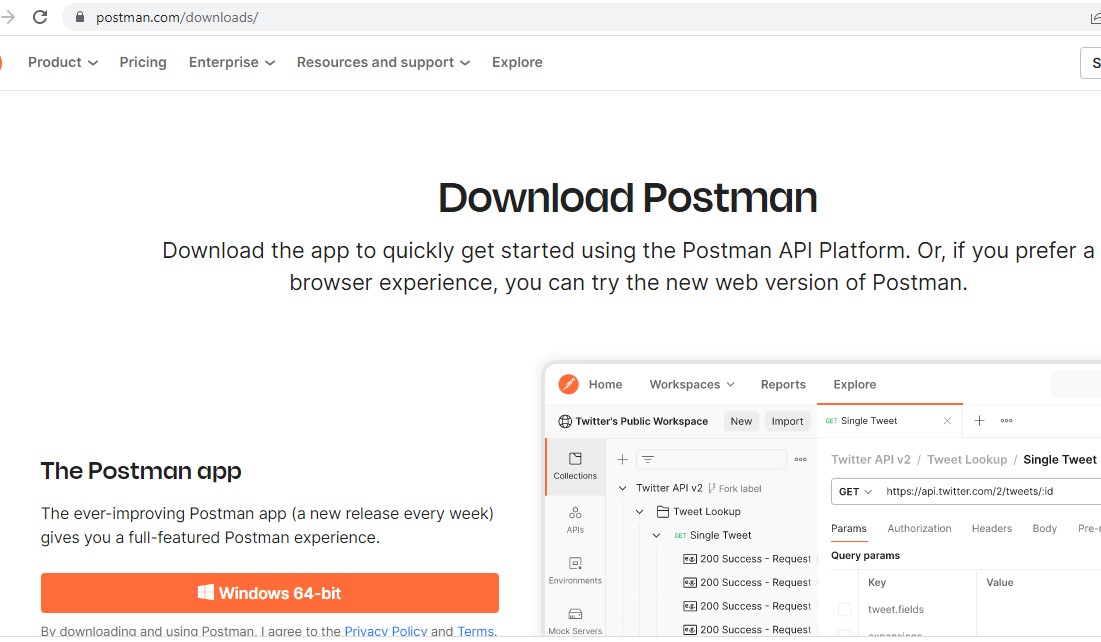 postman.com/downloads/
Product Pricing Enterprise Resources and support Explore
Download Postman
Download the app to quickly get started using the Postman API Platform. Or, if you prefer a
browser experience, you can try the new web version of Postman.
The Postman app
The ever-improving Postman app (a new release every week)
gives you a full-featured Postman experience.
Windows 64-bit
By downloading and using Postman, I agree to the Privacy Policy and Terms.
Home Workspaces Reports Explore
Twitter's Public Workspace New Import
GET Single Tweet
Collections
APIs
Environments
Mock Servers
Twitter API v2 Fork label
Tweet Lookup
GET Single Tweet
200 Success - Request
200 Success - Request
200 Success - Request
200 Success - Request
Twitter API v2 / Tweet Lookup / Single Tweet
GET https://api.twitter.com/2/tweets/:id
Params Authorization Headers Body Pre-
Query params
Key Value
tweet.fields